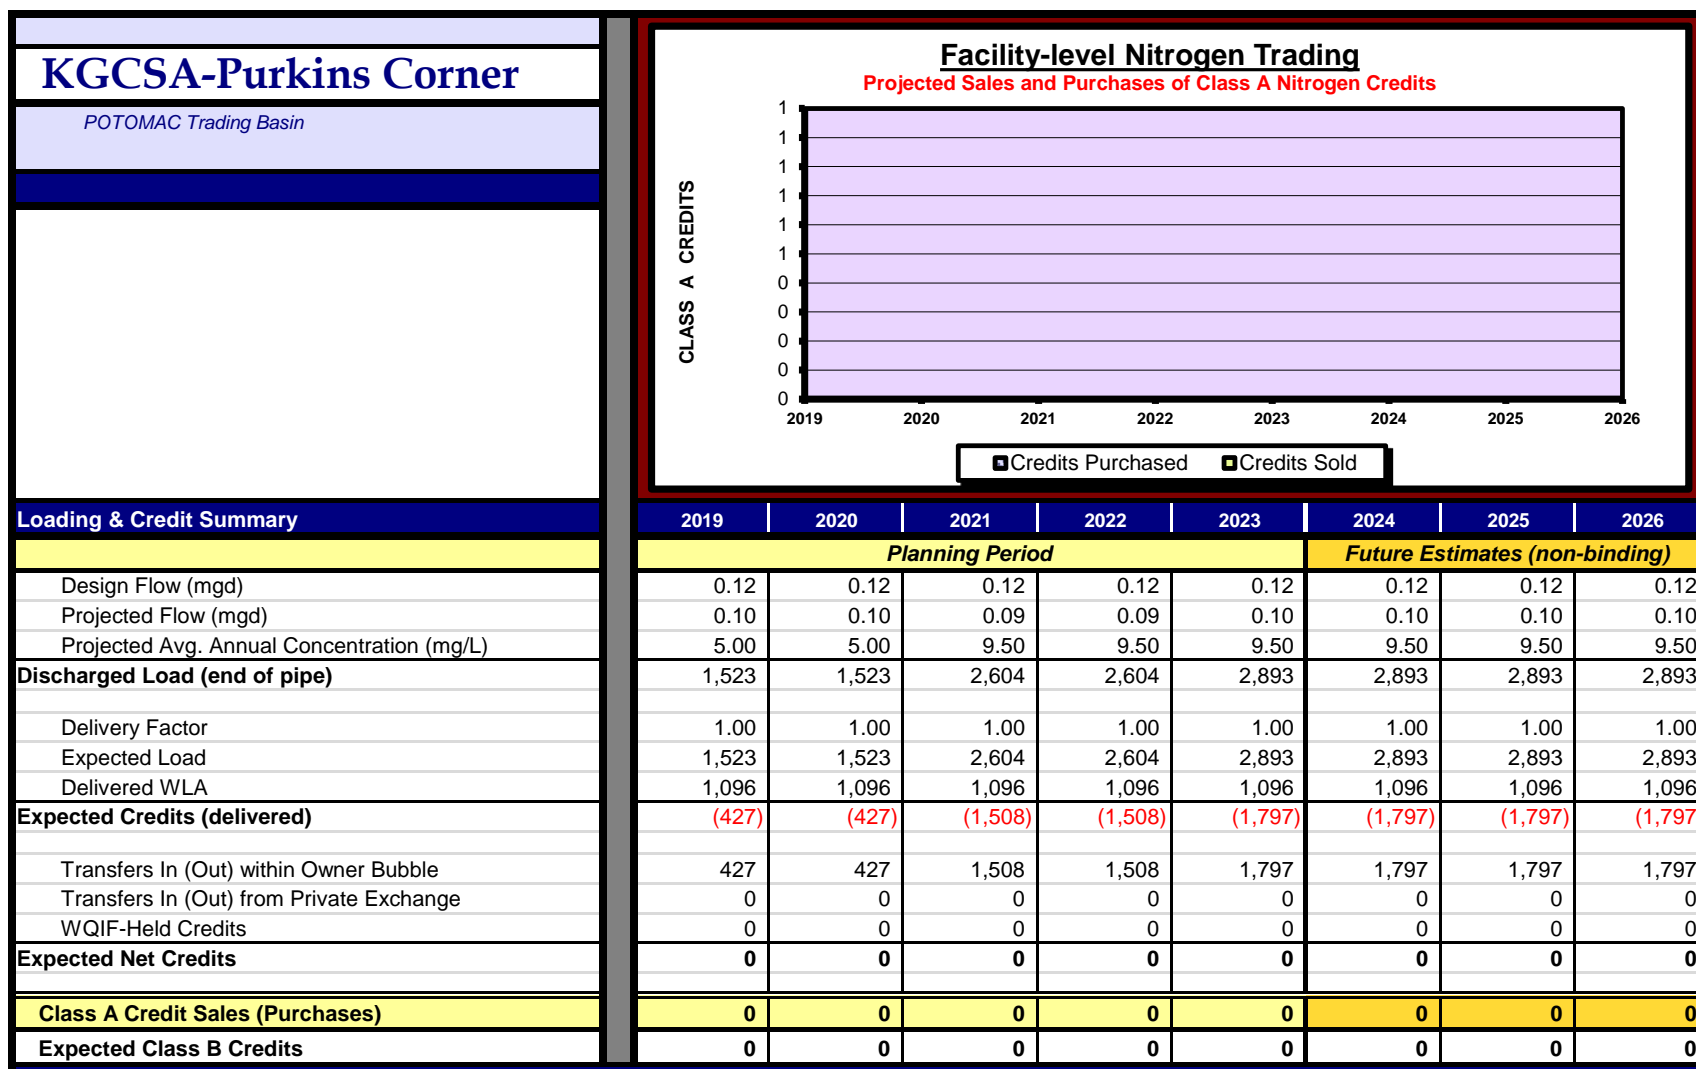 KGCSA-Purkins Corner
POTOMAC Trading Basin
Facility-level Nitrogen Trading
Projected Sales and Purchases of Class A Nitrogen Credits
CLASS A CREDITS
1
1
1
1
1
1
0
0
0
0
0
2019 2020 2021 2022 2023 2024 2025 2026
Credits Purchased Credits Sold
Loading & Credit Summary 2019 2020 2021 2022 2023 2024 2025 2026
Planning Period Future Estimates (non-binding)
Design Flow (mgd) 0.12 0.12 0.12 0.12 0.12 0.12 0.12 0.12
Projected Flow (mgd) 0.10 0.10 0.09 0.09 0.10 0.10 0.10 0.10
Projected Avg. Annual Concentration (mg/L) 5.00 5.00 9.50 9.50 9.50 9.50 9.50 9.50
Discharged Load (end of pipe) 1,523 1,523 2,604 2,604 2,893 2,893 2,893 2,893
Delivery Factor 1.00 1.00 1.00 1.00 1.00 1.00 1.00 1.00
Expected Load 1,523 1,523 2,604 2,604 2,893 2,893 2,893 2,893
Delivered WLA 1,096 1,096 1,096 1,096 1,096 1,096 1,096 1,096
Expected Credits (delivered) (427) (427) (1,508) (1,508) (1,797) (1,797) (1,797) (1,797
Transfers In (Out) within Owner Bubble 427 427 1,508 1,508 1,797 1,797 1,797 1,797
Transfers In (Out) from Private Exchange 0 0 0 0 0 0 0 0
WQIF-Held Credits 0 0 0 0 0 0 0 0
Expected Net Credits 0 0 0 0 0 0 0 0
Class A Credit Sales (Purchases) 0 0 0 0 0 0 0 0
Expected Class B Credits 0 0 0 0 0 0 0 0